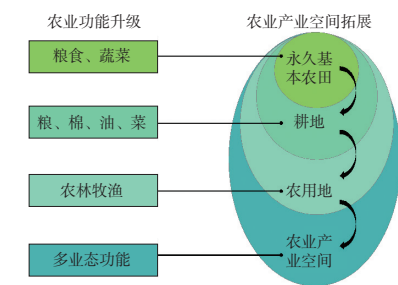 农业功能升级
农业产业空间拓展
粮食、蔬菜
永久基
本农田
粮、棉、油、菜
耕地
农林牧渔
农用地
多业态功能
农业产
业空间